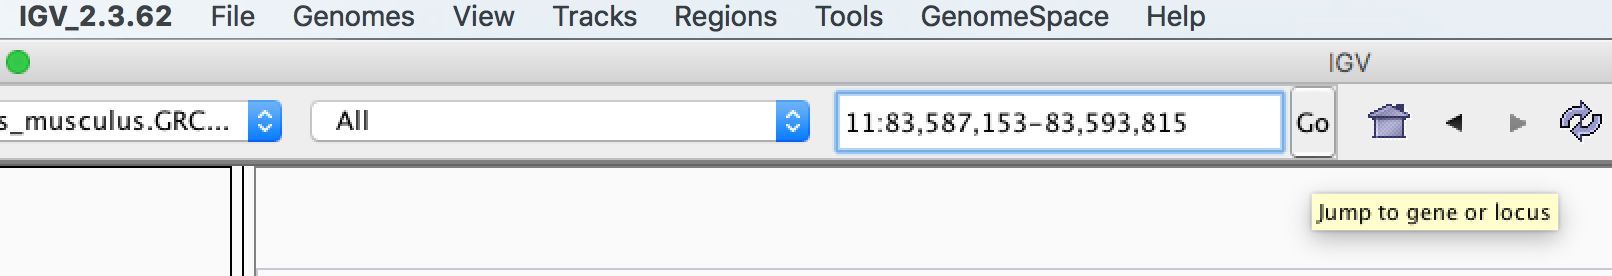 IGV_2.3.62 File Genomes View Tracks Regions Tools GenomeSpace Help
IGV
s_musculus.GRC... All 11:83,587,153-83,593,815 Go
Jump to gene or locus